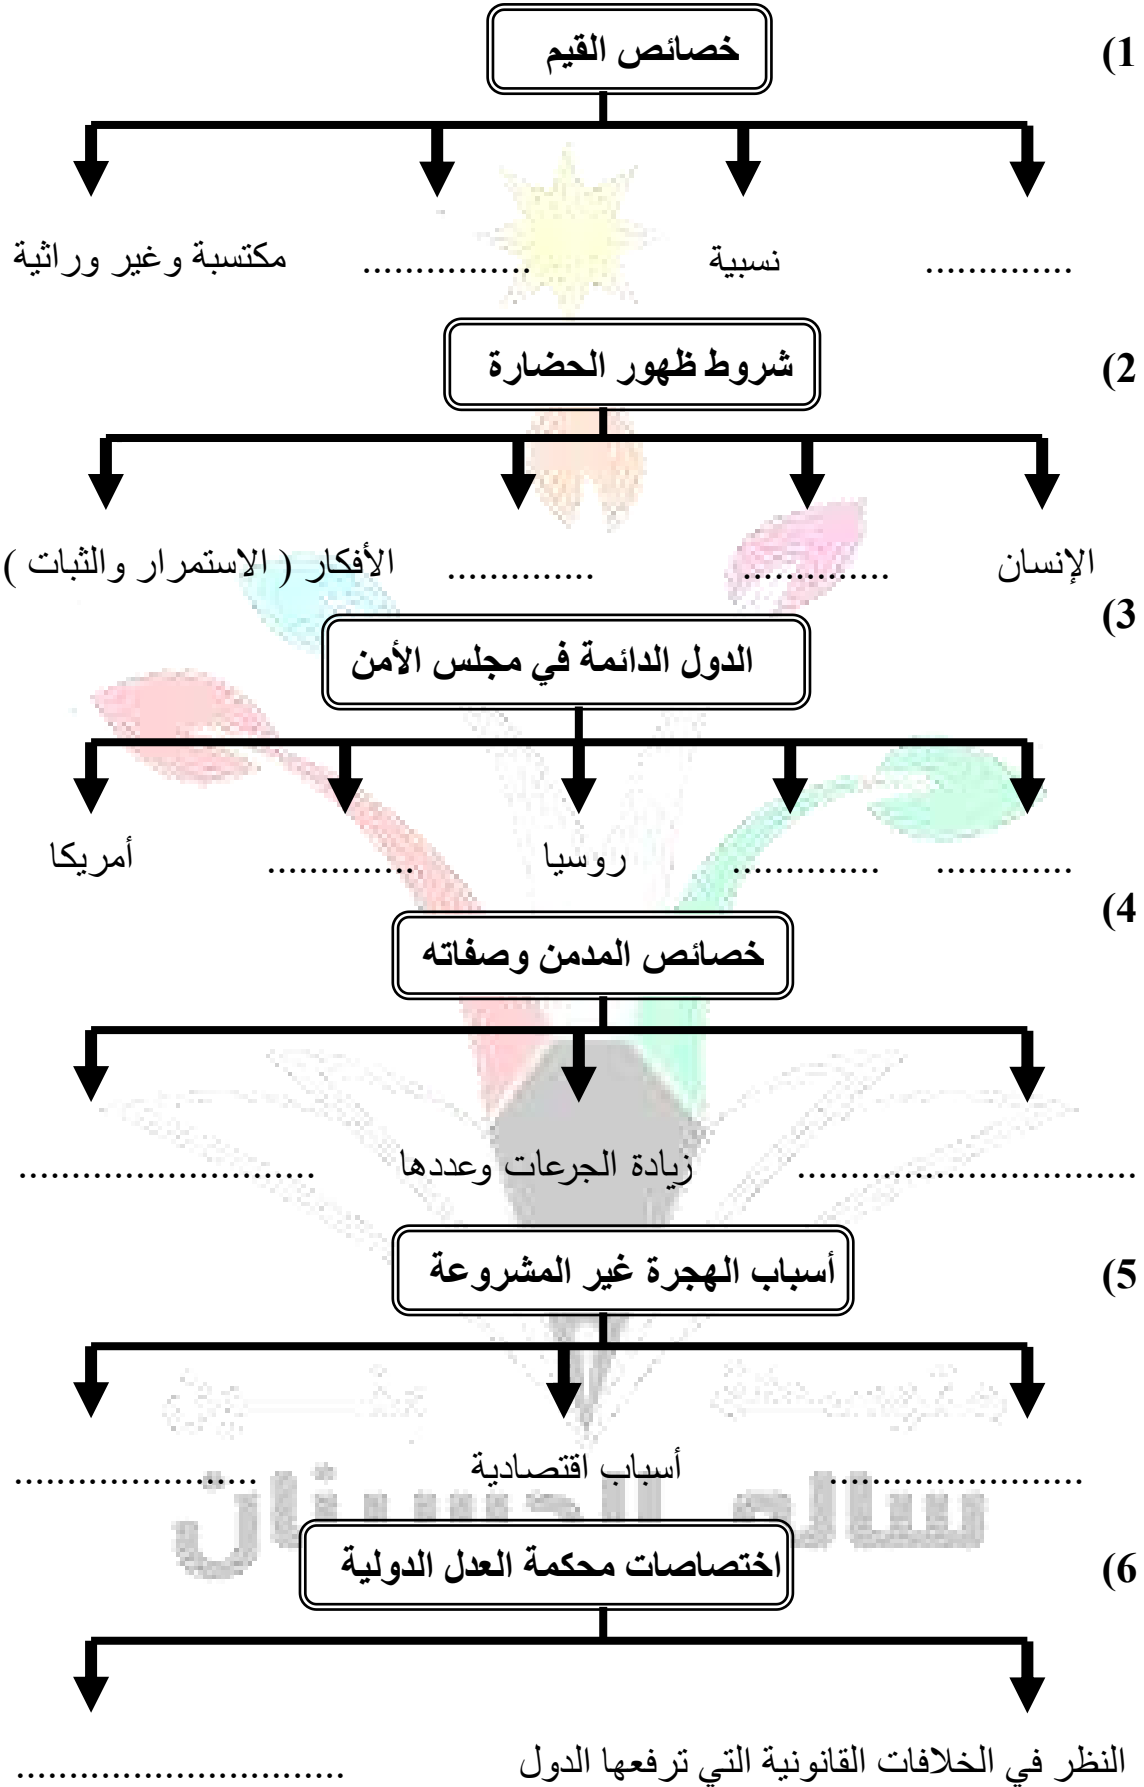 (1
خصائص القيم
.............. نسبية ................ مكتسبة وغير وراثية
(2
شروط ظهور الحضارة
الإنسان .............. .............. الأفكار ( الاستمرار والثبات )
(3
الدول الدائمة في مجلس الأمن
............. .............. روسيا .............. أمريكا
(4
خصائص المدمن وصفاته
................................ زيادة الجرعات وعددها ............................
(5
أسباب الهجرة غير المشروعة
........................ أسباب اقتصادية .......................
(6
اختصاصات محكمة العدل الدولية
النظر في الخلافات القانونية التي ترفعها الدول ...............................
سالم الحسينان